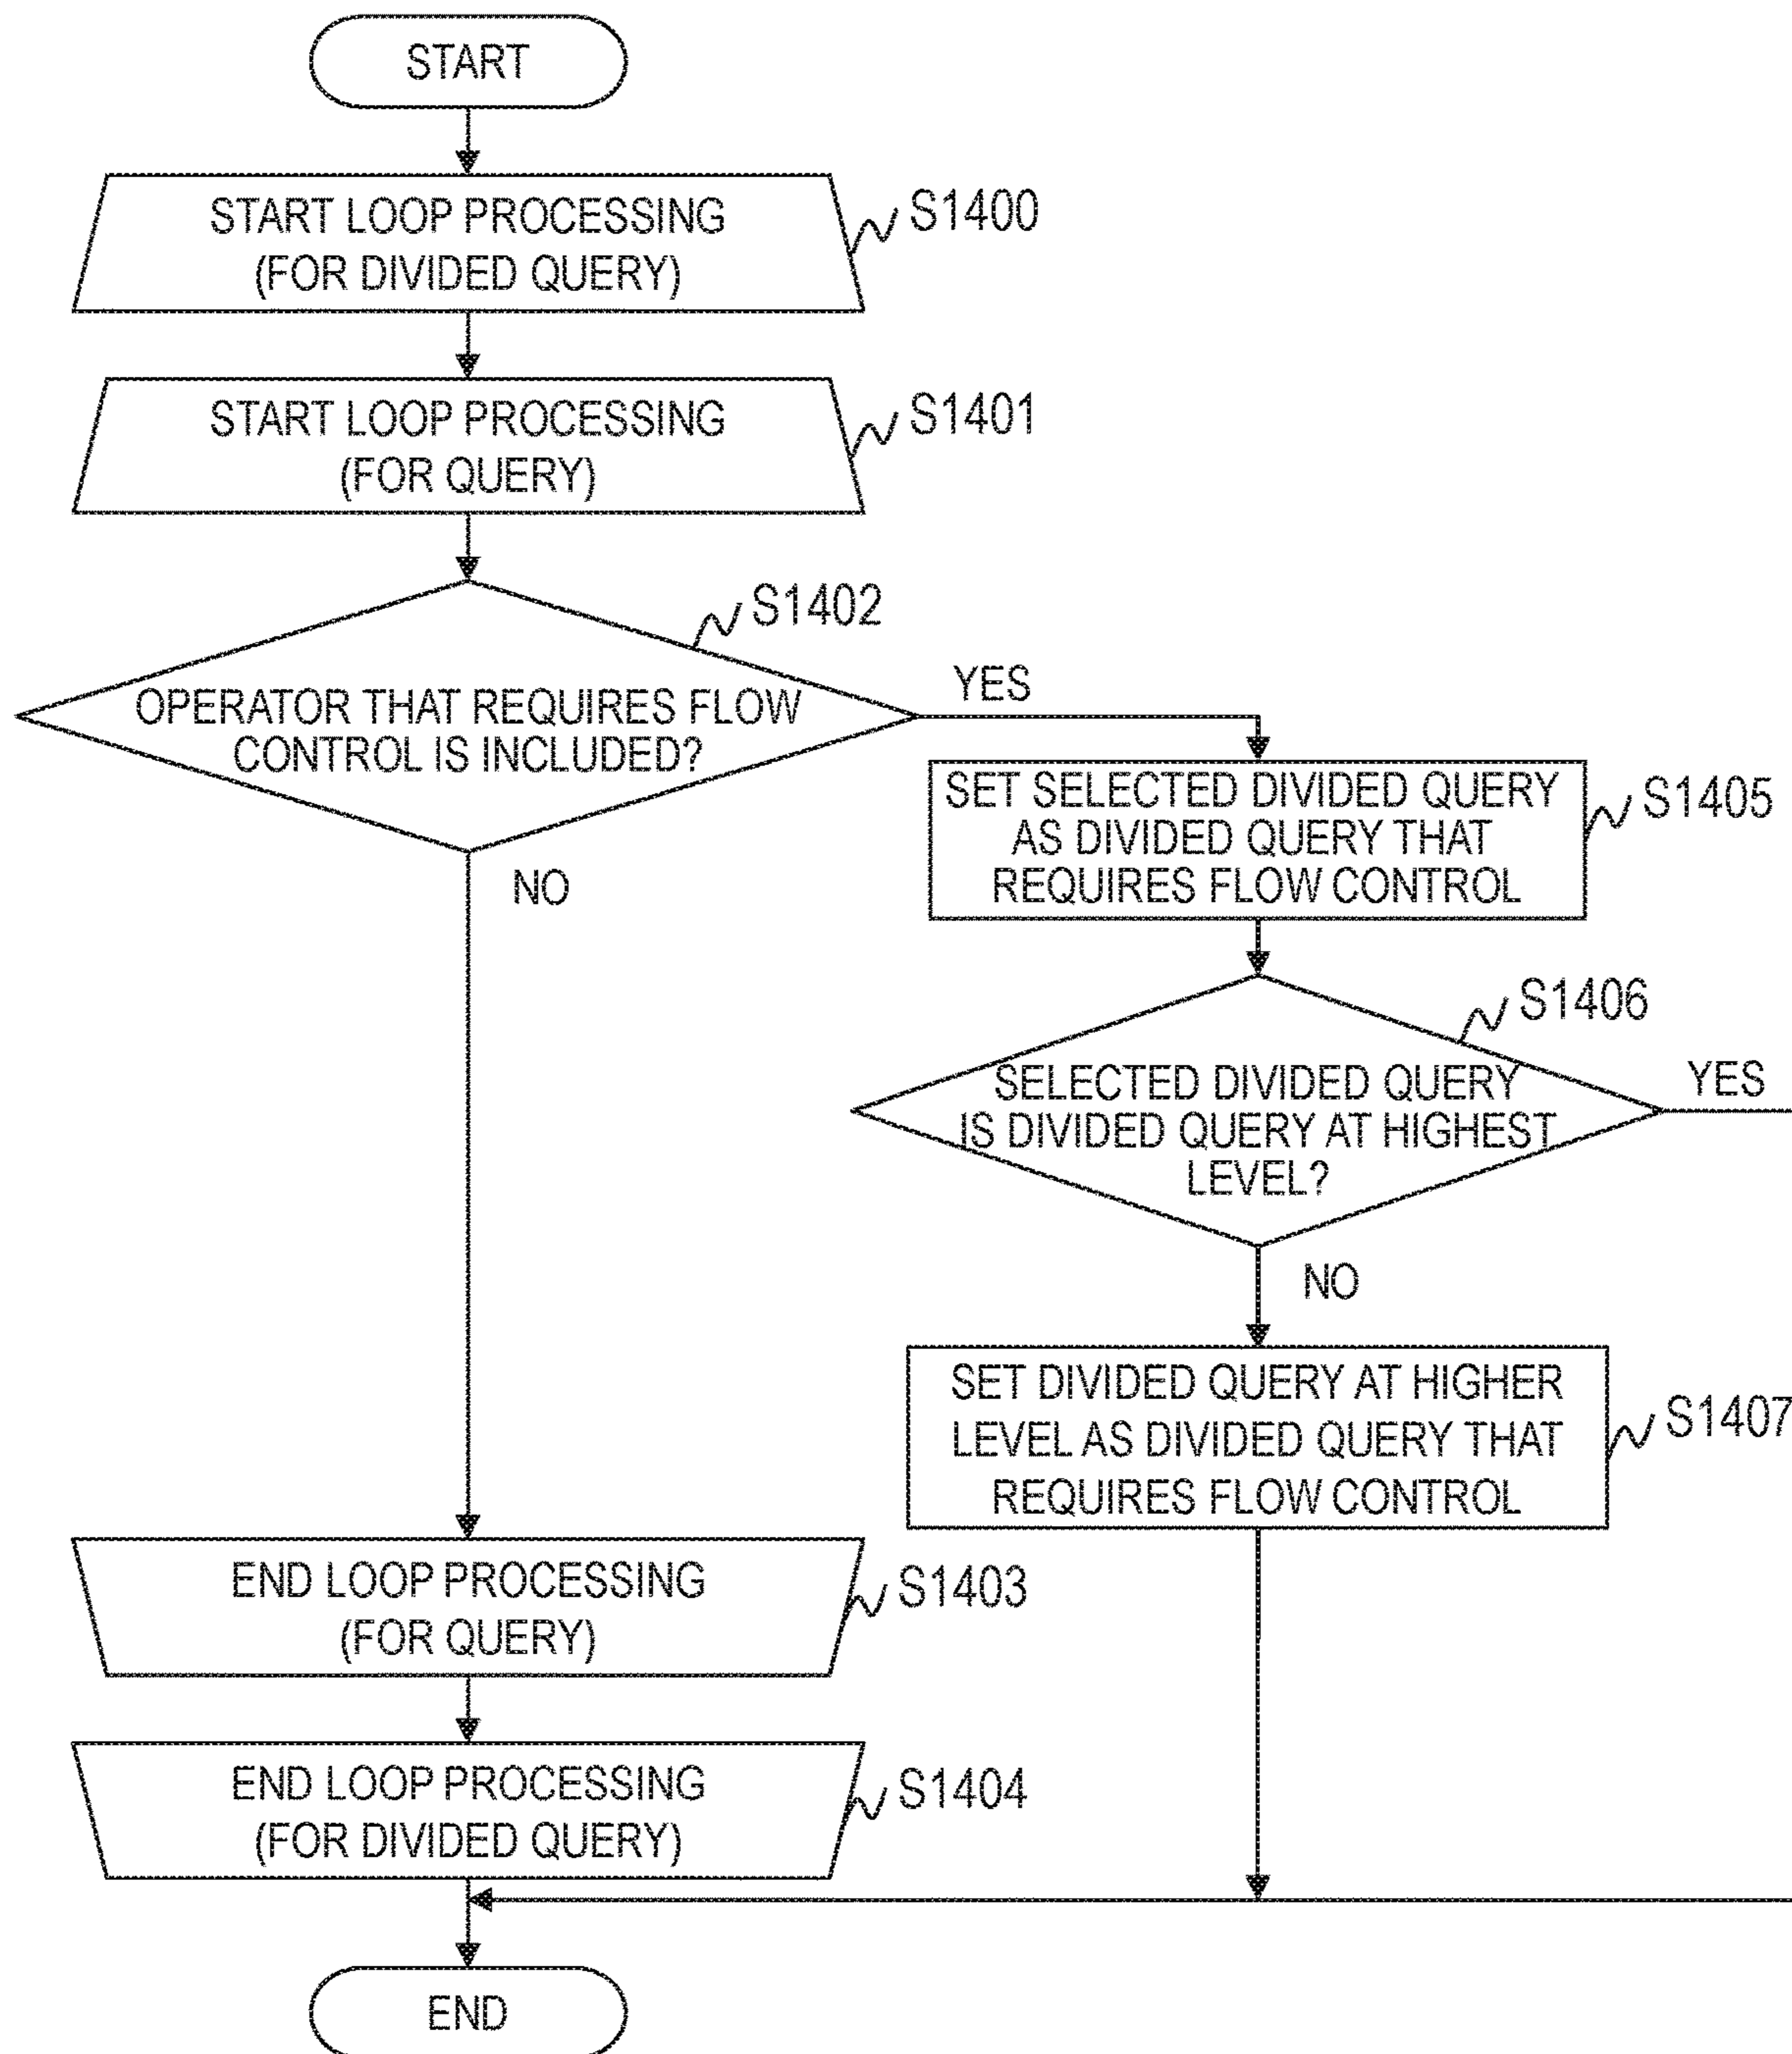 START
START LOOP PROCESSING
(FOR DIVIDED QUERY)
S1400
START LOOP PROCESSING
(FOR QUERY)
S1401
S1402
OPERATOR THAT REQUIRES FLOW
CONTROL IS INCLUDED?
YES
NO
SET SELECTED DIVIDED QUERY
AS DIVIDED QUERY THAT
REQUIRES FLOW CONTROL
S1405
S1406
SELECTED DIVIDED QUERY
IS DIVIDED QUERY AT HIGHEST
LEVEL?
YES
NO
SET DIVIDED QUERY AT HIGHER
LEVEL AS DIVIDED QUERY THAT
REQUIRES FLOW CONTROL
S1407
END LOOP PROCESSING
(FOR QUERY)
S1403
END LOOP PROCESSING
(FOR DIVIDED QUERY)
S1404
END